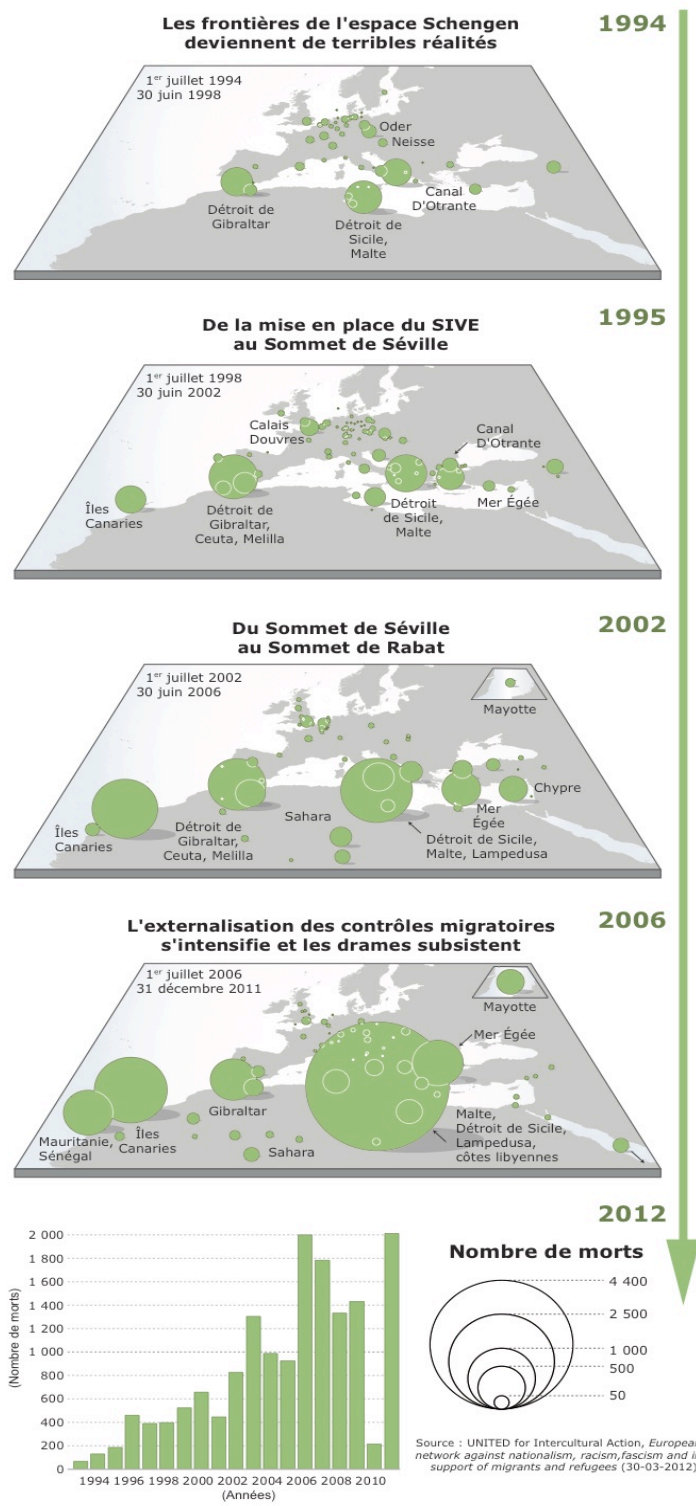 Les frontières de l'espace Schengen
deviennent de terribles réalités
1994
1er juillet 1994
30 juin 1998
Oder
Neisse
Canal
D'Otrante
Détroit de
Gibraltar
Détroit de
Sicile,
Malte
1995
De la mise en place du SIVE
au Sommet de Séville
1er juillet 1998
30 juin 2002
Calais
Douvres
Canal
D'Otrante
Îles
Canaries
Détroit de
Gibraltar,
Ceuta, Melilla
Détroit
de Sicile,
Malte
Mer Égée
2002
Du Sommet de Séville
au Sommet de Rabat
1er juillet 2002
30 juin 2006
Mayotte
Chypre
Sahara
Mer
Égée
Îles
Canaries
Détroit de
Gibraltar,
Ceuta, Melilla
Détroit de Sicile,
Malte, Lampedusa
2006
L'externalisation des contrôles migratoires
s'intensifie et les drames subsistent
1er juillet 2006
31 décembre 2011
Mayotte
Mer Égée
Gibraltar
Mauritanie,
Sénégal
Îles
Canaries
Sahara
Malte,
Détroit de Sicile,
Lampedusa,
côtes libyennes
2012
(Nombre de morts)
2 000
1 800
1 600
1 400
1 200
1 000
800
600
400
200
0
1994 1996 1998 2000 2002 2004 2006 2008 2010
(Années)
Nombre de morts
4 400
2 500
1 000
500
50
Source : UNITED for Intercultural Action, European
network against nationalism, racism,fascism and in
support of migrants and refugees (30-03-2012)